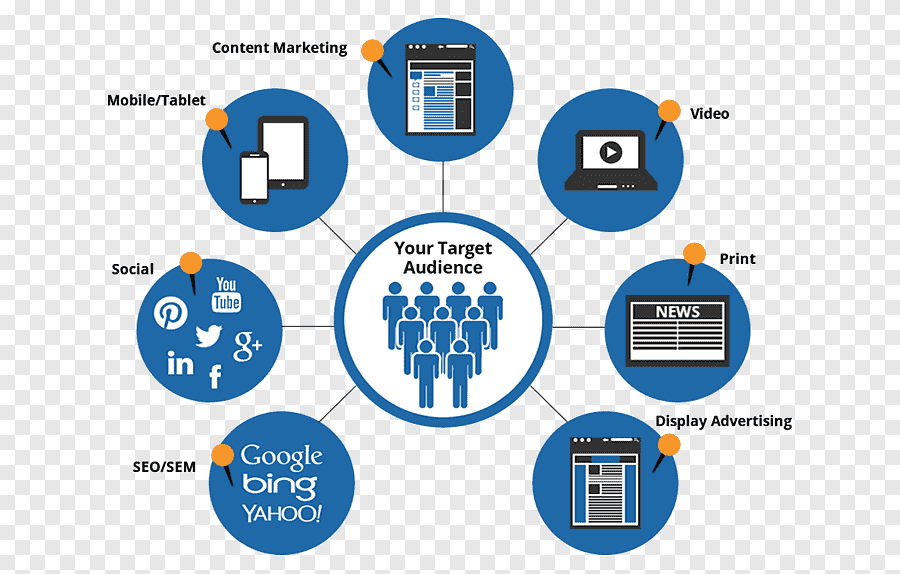 Content Marketing
Mobile/Tablet
Video
Your Target
Audience
Social
You
Tube
g+
in
f
Print
NEWS
Display Advertising
SEO/SEM
Google
bing
YAHOO!